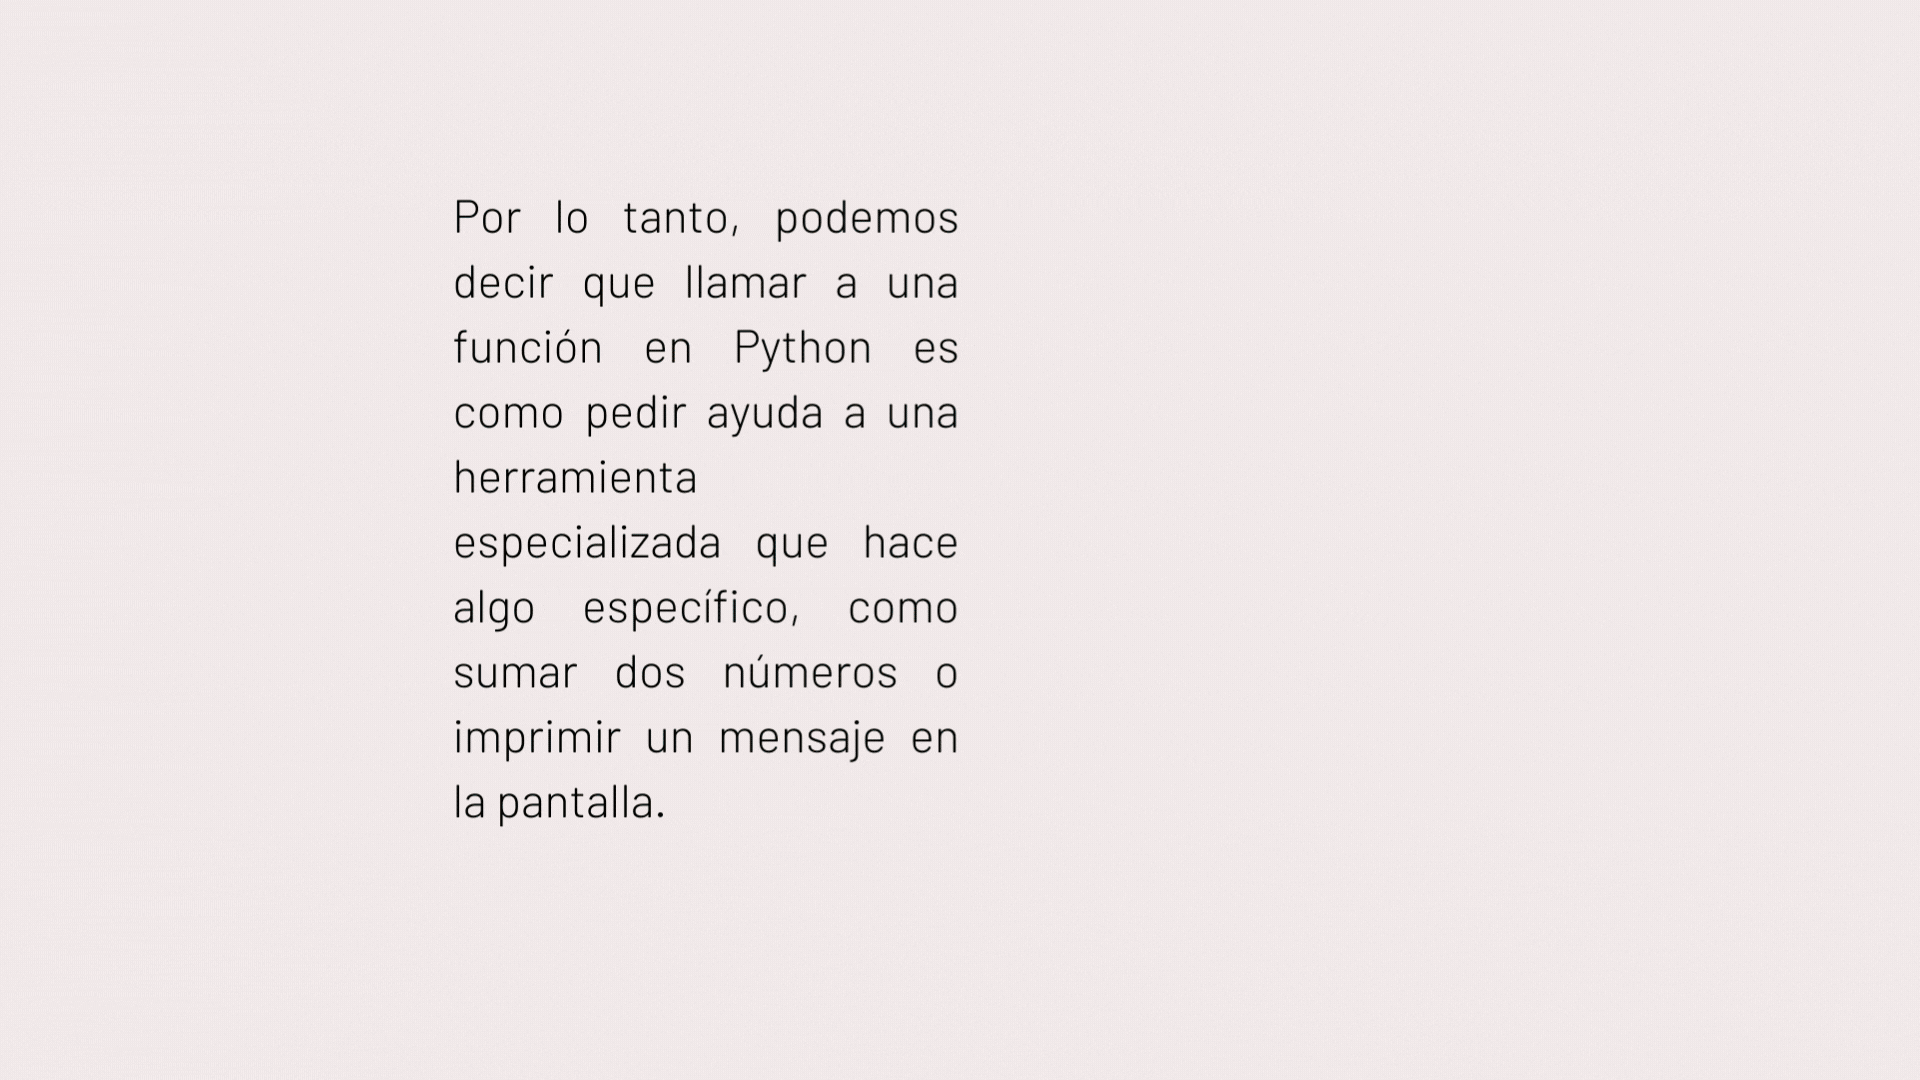 Por lo tanto, podemos
decir que llamar a una
función en Python es
como pedir ayuda a una
herramienta
especializada que hace
algo específico, como
sumar dos números o
imprimir un mensaje en
la pantalla.